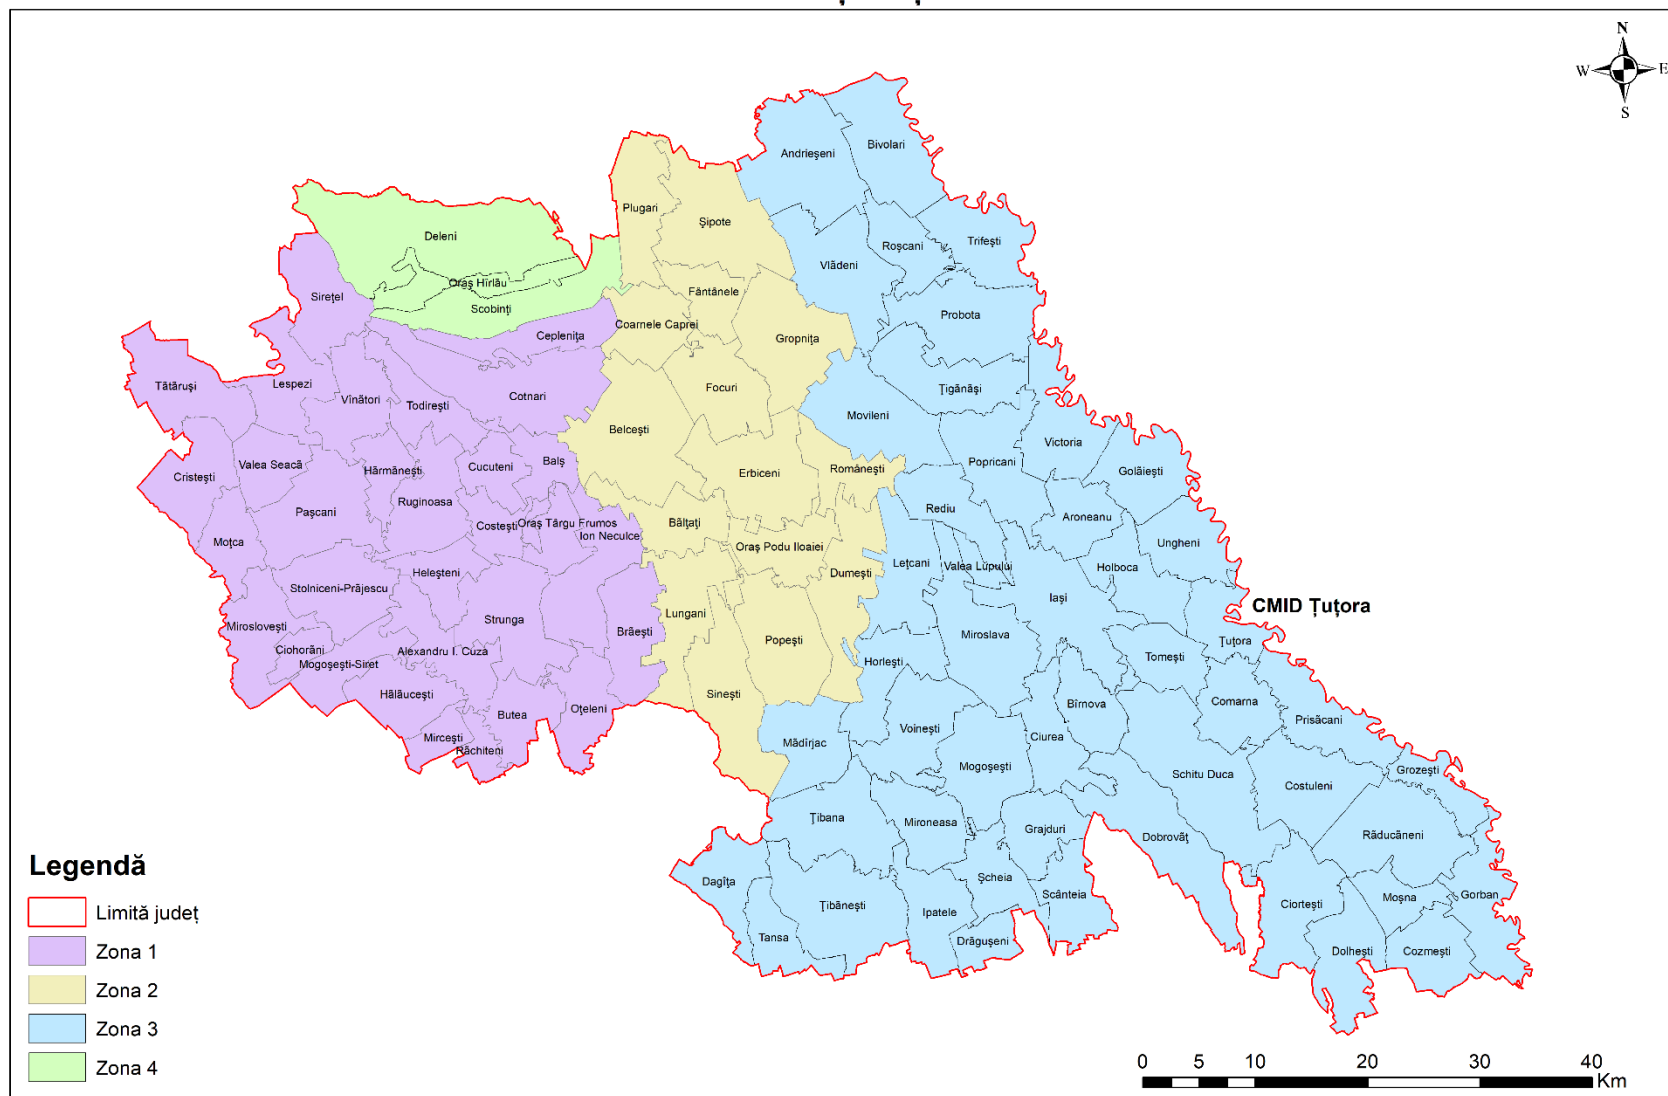 N
W E
S
Bivolari
Andrieșeni
Plugari
Șipote
Deleni
Trifești
Roșcani
Vlădeni
Oraș Hîrlău
Fântânele
Sirețel
Scobinți
Probota
Coarnele Caprei
Ceplenița
Gropnița
Tătăruși
Lespezi
Focuri
Țigănăși
Cotnari
Vînători
Todirești
Movileni
Belcești
Victoria
Popricani
Balș
Valea Seacă
Cucuteni
Hărmănești
Românești
Golăiești
Cristești
Erbiceni
Ruginoasa
Rediu
Pașcani
Aroneanu
Bălțați
Costești
Oraș Târgu Frumos
Ion Neculce
Moțca
Ungheni
Oraș Podu Iloaiei
Lețcani
Valea Lupului
Holboca
Heleșteni
Dumești
Stolniceni-Prăjescu
Iași
CMID Țuțora
Lungani
Strunga
Miroslovești
Brăești
Miroslava
Popești
Țuțora
Ciohorăni
Alexandru I. Cuza
Tomești
Mogoșești-Siret
Horlești
Hălăucești
Sinești
Comarna
Bîrnova
Oțeleni
Butea
Prisăcani
Voinești
Mircești
Ciurea
Mădîrjac
Răchiteni
Mogoșești
Grozești
Schitu Duca
Costuleni
Țibana
Mironeasa
Grajduri
Răducăneni
Dobrovăț
Șcheia
Dagîța
Scânteia
Gorban
Moșna
Țibănești
Ciortești
Ipatele
Tansa
Drăgușeni
Dolhești
Cozmești
Legendă
Limită județ
Zona 1
Zona 2
Zona 3
Zona 4
0 5 10 20 30 40
Km